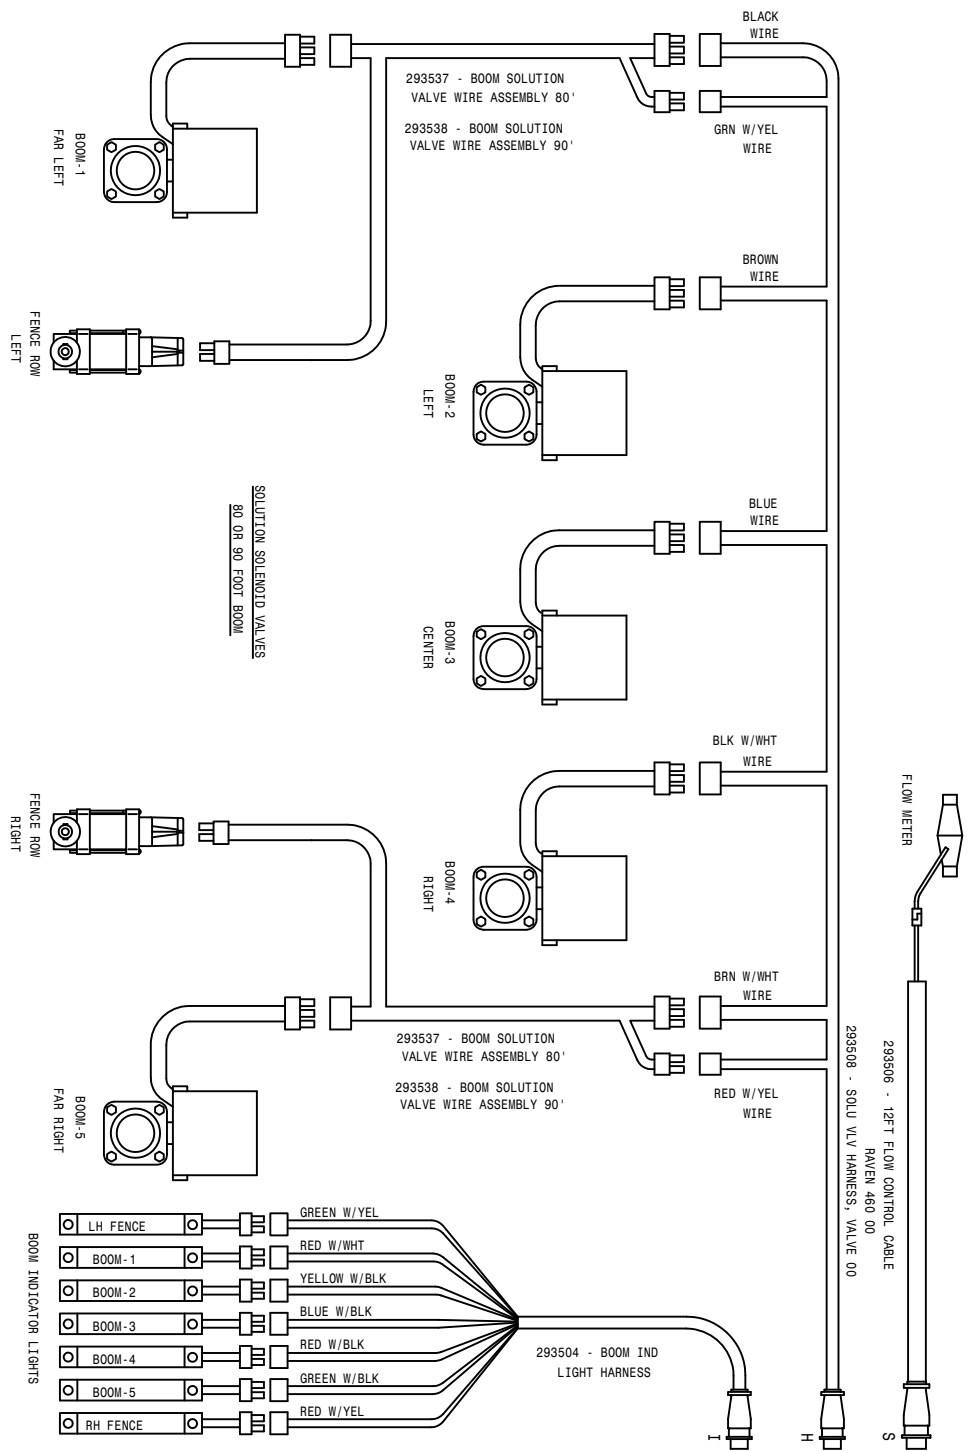 BLACK
WIRE
293537 - BOOM SOLUTION
VALVE WIRE ASSEMBLY 80'
293538 - BOOM SOLUTION
VALVE WIRE ASSEMBLY 90'
GRN W/YEL
WIRE
BOOM-1
FAR LEFT
BROWN
WIRE
FENCE ROW
LEFT
BOOM-2
LEFT
SOLUTION SOLENOID VALVES
80 OR 90 FOOT BOOM
BLUE
WIRE
BOOM-3
CENTER
BLK W/WHT
WIRE
FLOW METER
FENCE ROW
RIGHT
BOOM-4
RIGHT
BRN W/WHT
WIRE
293537 - BOOM SOLUTION
VALVE WIRE ASSEMBLY 80'
293538 - BOOM SOLUTION
VALVE WIRE ASSEMBLY 90'
RED W/YEL
WIRE
293506 - 12FT FLOW CONTROL CABLE
RAVEN 460 00
293508 - SOLU VLV HARNESS, VALVE 00
BOOM-5
FAR RIGHT
BOOM INDICATOR LIGHTS
LH FENCE
GREEN W/YEL
BOOM-1
RED W/WHT
BOOM-2
YELLOW W/BLK
BOOM-3
BLUE W/BLK
BOOM-4
RED W/BLK
BOOM-5
GREEN W/BLK
RH FENCE
RED W/YEL
293504 - BOOM IND
LIGHT HARNESS
I
H
S